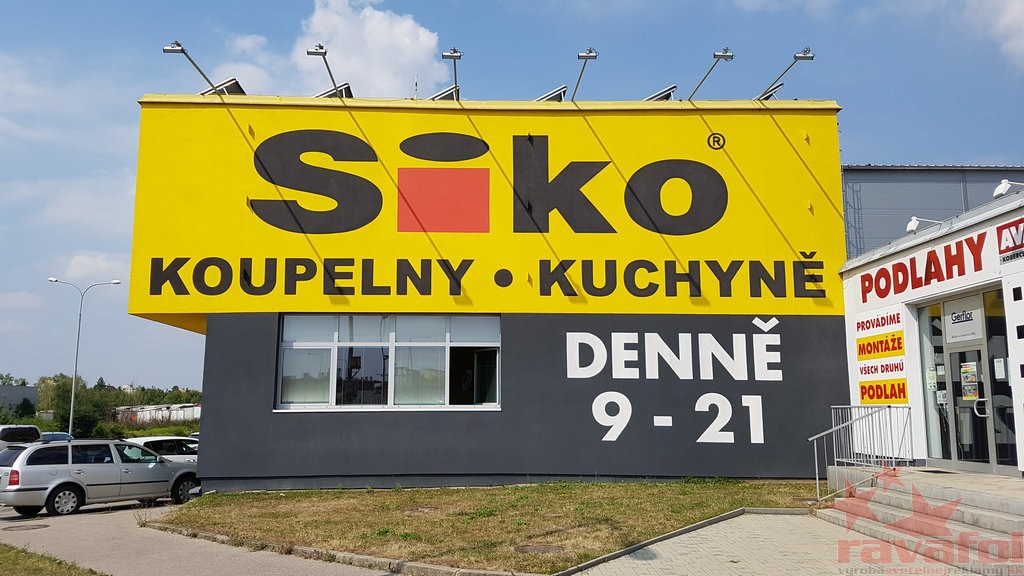 Siko®
KOUPELNY • KUCHYNĚ
DENNĚ
9 - 21
PODLAHY
PROVÁDÍME
MONTÁŽE
VŠECH DRUHŮ
PODLAH
Gerflor
ravafol